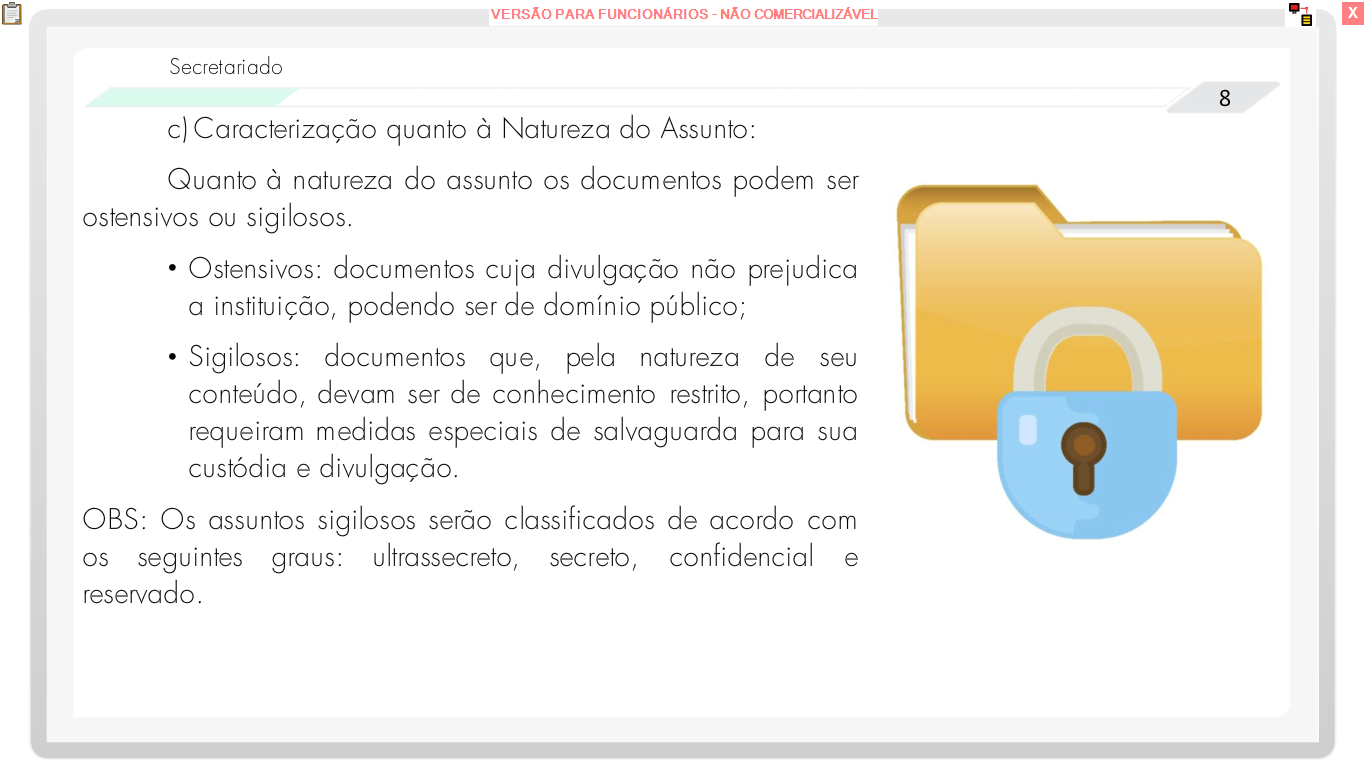 VERSÃO PARA FUNCIONÁRIOS - NÃO COMERCIALIZÁVEL
X
Secretariado
8
c) Caracterização quanto à Natureza do Assunto:
Quanto à natureza do assunto os documentos podem ser
ostensivos ou sigilosos.
• Ostensivos: documentos cuja divulgação não prejudica
a instituição, podendo ser de domínio público;
• Sigilosos: documentos que, pela natureza de seu
conteúdo, devam ser de conhecimento restrito, portanto
requeiram medidas especiais de salvaguarda para sua
custódia e divulgação.
OBS: Os assuntos sigilosos serão classificados de acordo com
os seguintes graus: ultrassecreto, secreto, confidencial e
reservado.